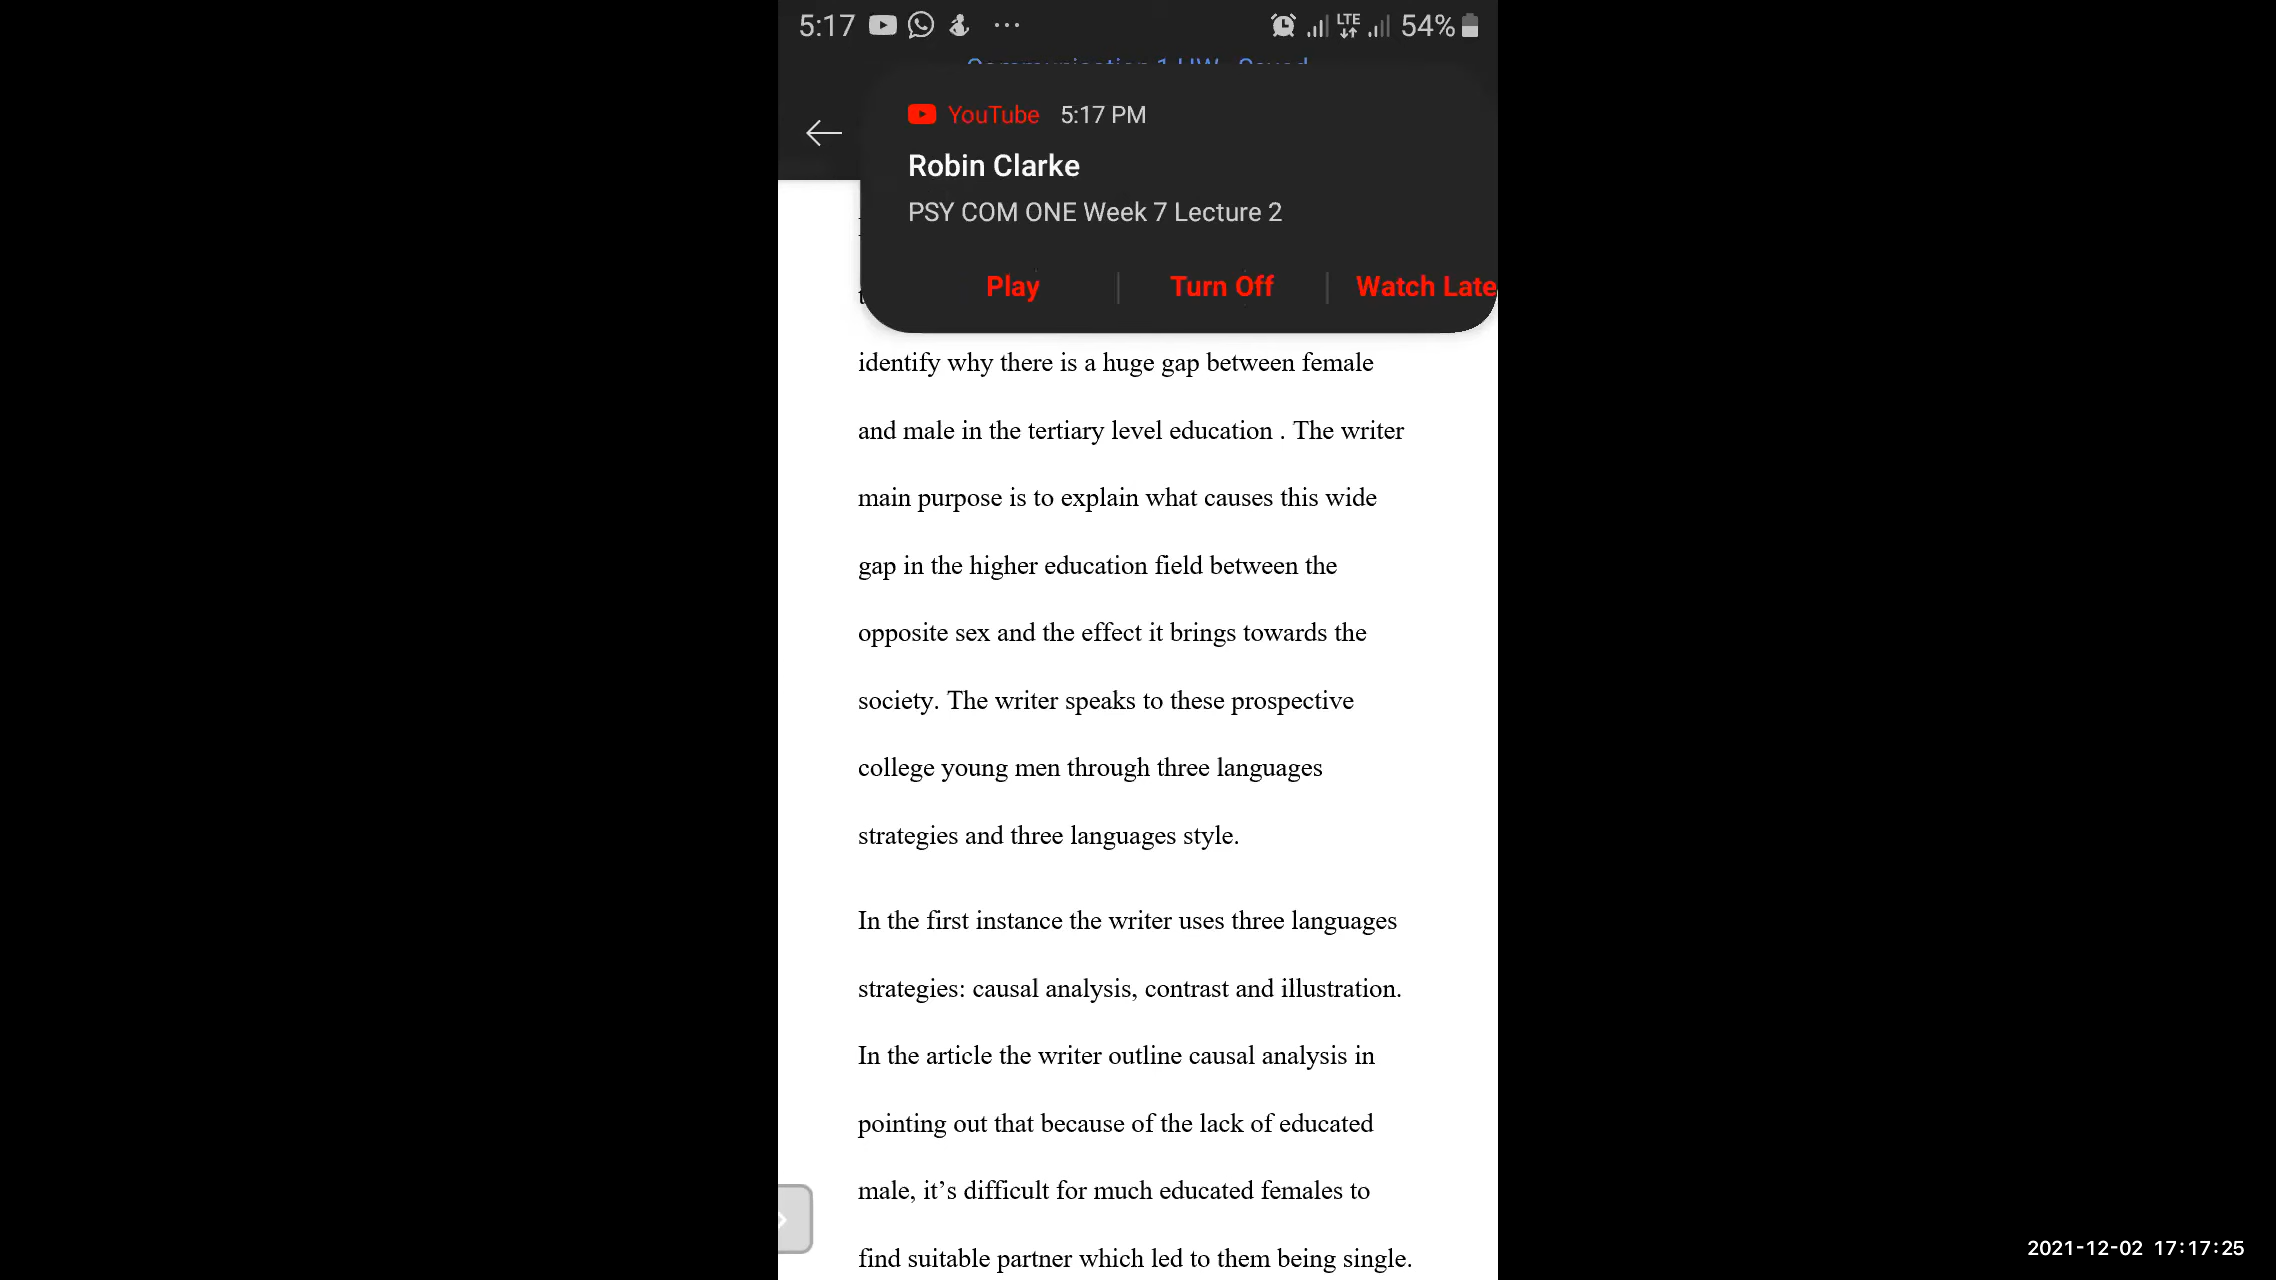 5:17 LTE 54%
Communication 1 HW - Saved
YouTube 5:17 PM
Robin Clarke
PSY COM ONE Week 7 Lecture 2
Play Turn Off Watch Late
identify why there is a huge gap between female
and male in the tertiary level education . The writer
main purpose is to explain what causes this wide
gap in the higher education field between the
opposite sex and the effect it brings towards the
society. The writer speaks to these prospective
college young men through three languages
strategies and three languages style.
In the first instance the writer uses three languages
strategies: causal analysis, contrast and illustration.
In the article the writer outline causal analysis in
pointing out that because of the lack of educated
male, it’s difficult for much educated females to
find suitable partner which led to them being single.
2021-12-02 17:17:25